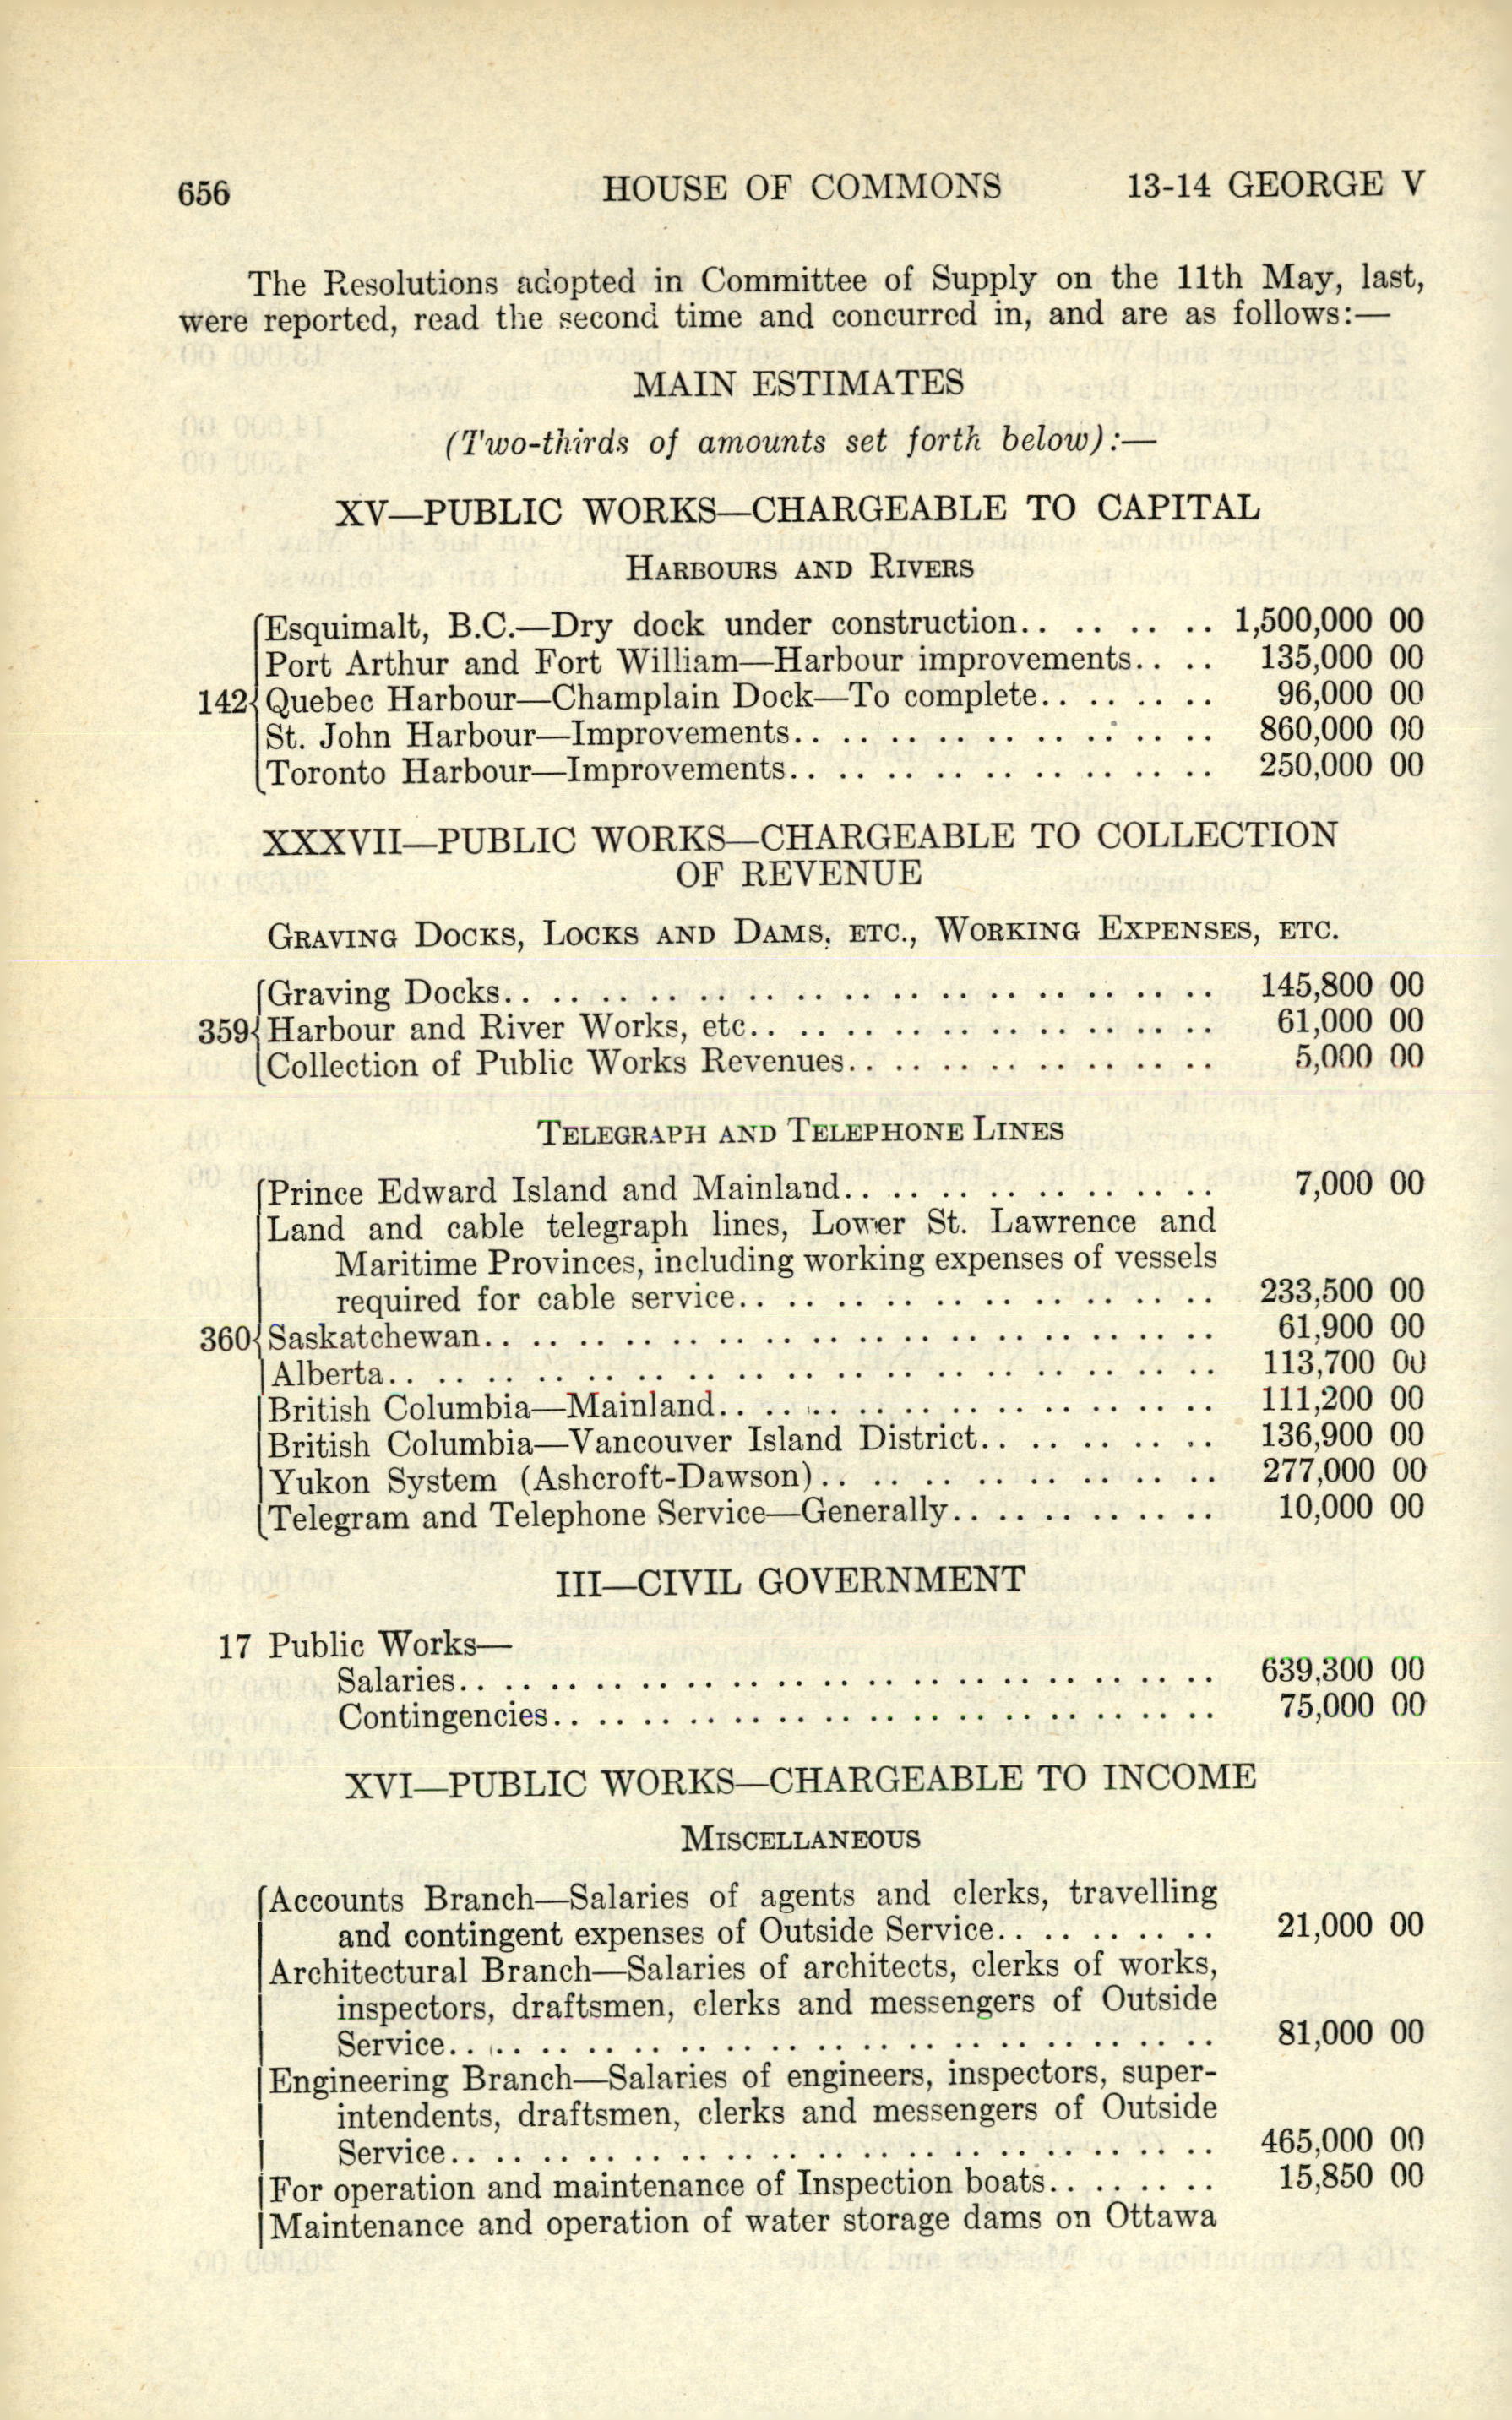 656 HOUSE OF COMMONS 13-14 GEORGE V
The Resolutions adopted in Committee of Supply on the 11th May, last,
were reported, read the second time and concurred in, and are as follows:—
MAIN ESTIMATES
(Two-thirds of amounts set forth below):—
XV—PUBLIC WORKS—CHARGEABLE TO CAPITAL
HARBOURS AND RIVERS
Esquimalt, B.C.—Dry dock under construction.. .. .. .. .. 1,500,000 00
Port Arthur and Fort William—Harbour improvements.. .. 135,000 00
142 Quebec Harbour—Champlain Dock—To complete.. .. .. .. 96,000 00
St. John Harbour—Improvements.. .. .. .. .. .. .. .. .. 860,000 00
Toronto Harbour—Improvements.. .. .. .. .. .. .. .. .. 250,000 00
XXXVII—PUBLIC WORKS—CHARGEABLE TO COLLECTION
OF REVENUE
GRAVING DOCKS, LOCKS AND DAMS, ETC., WORKING EXPENSES, ETC.
Graving Docks.. .. .. .. .. .. .. .. .. .. .. .. .. .. .. 145,800 00
359 Harbour and River Works, etc.. .. .. .. .. .. .. .. .. .. 61,000 00
Collection of Public Works Revenues.. .. .. .. .. .. .. .. 5,000 00
TELEGRAPH AND TELEPHONE LINES
Prince Edward Island and Mainland.. .. .. .. .. .. .. .. 7,000 00
Land and cable telegraph lines, Lower St. Lawrence and
Maritime Provinces, including working expenses of vessels
required for cable service.. .. .. .. .. .. .. .. .. .. 233,500 00
360 Saskatchewan.. .. .. .. .. .. .. .. .. .. .. .. .. .. .. .. 61,900 00
Alberta.. .. .. .. .. .. .. .. .. .. .. .. .. .. .. .. .. 113,700 00
British Columbia—Mainland.. .. .. .. .. .. .. .. .. .. .. 111,200 00
British Columbia—Vancouver Island District.. .. .. .. .. 136,900 00
Yukon System (Ashcroft-Dawson).. .. .. .. .. .. .. .. .. 277,000 00
Telegram and Telephone Service—Generally.. .. .. .. .. .. 10,000 00
III—CIVIL GOVERNMENT
17 Public Works—
Salaries.. .. .. .. .. .. .. .. .. .. .. .. .. .. .. .. .. 639,300 00
Contingencies.. .. .. .. .. .. .. .. .. .. .. .. .. .. .. 75,000 00
XVI—PUBLIC WORKS—CHARGEABLE TO INCOME
MISCELLANEOUS
Accounts Branch—Salaries of agents and clerks, travelling
and contingent expenses of Outside Service.. .. .. .. .. 21,000 00
Architectural Branch—Salaries of architects, clerks of works,
inspectors, draftsmen, clerks and messengers of Outside
Service.. .. .. .. .. .. .. .. .. .. .. .. .. .. .. .. .. 81,000 00
Engineering Branch—Salaries of engineers, inspectors, super-
intendents, draftsmen, clerks and messengers of Outside
Service.. .. .. .. .. .. .. .. .. .. .. .. .. .. .. .. .. 465,000 00
For operation and maintenance of Inspection boats.. .. .. .. 15,850 00
Maintenance and operation of water storage dams on Ottawa